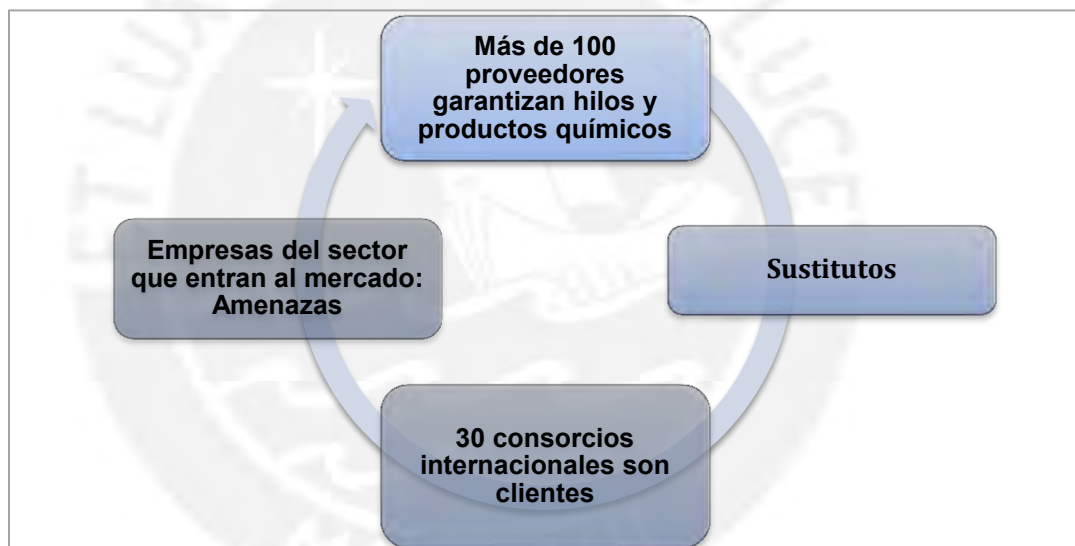 Más de 100
proveedores
garantizan hilos y
productos químicos
Empresas del sector
que entran al mercado:
Amenazas
Sustitutos
30 consorcios
internacionales son
clientes